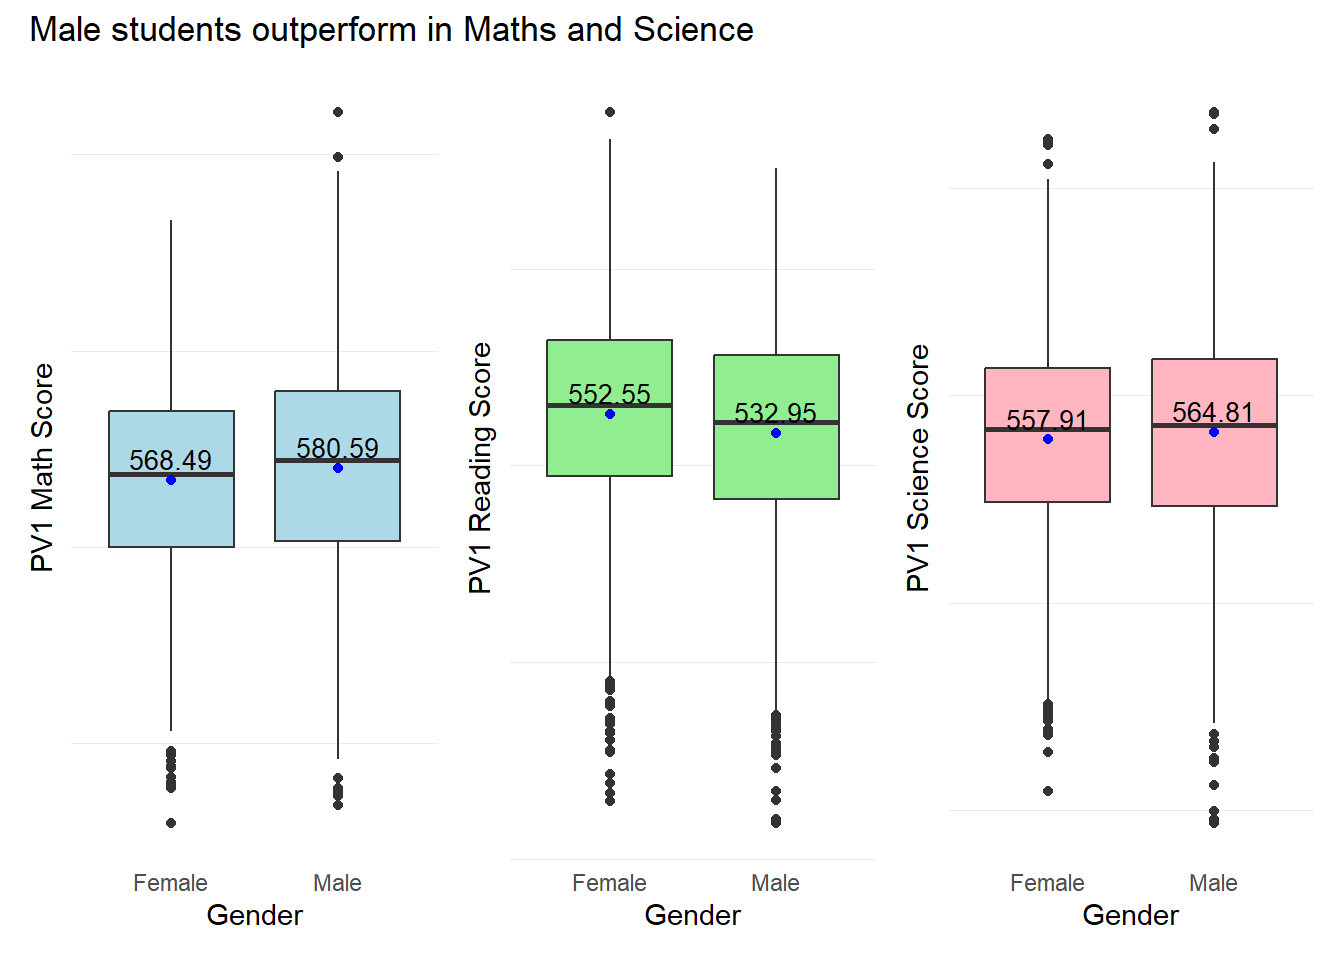 Male students outperform in Maths and Science
PV1 Math Score
568.49
580.59
Female
Male
Gender
PV1 Reading Score
552.55
532.95
Female
Male
Gender
PV1 Science Score
557.91
564.81
Female
Male
Gender